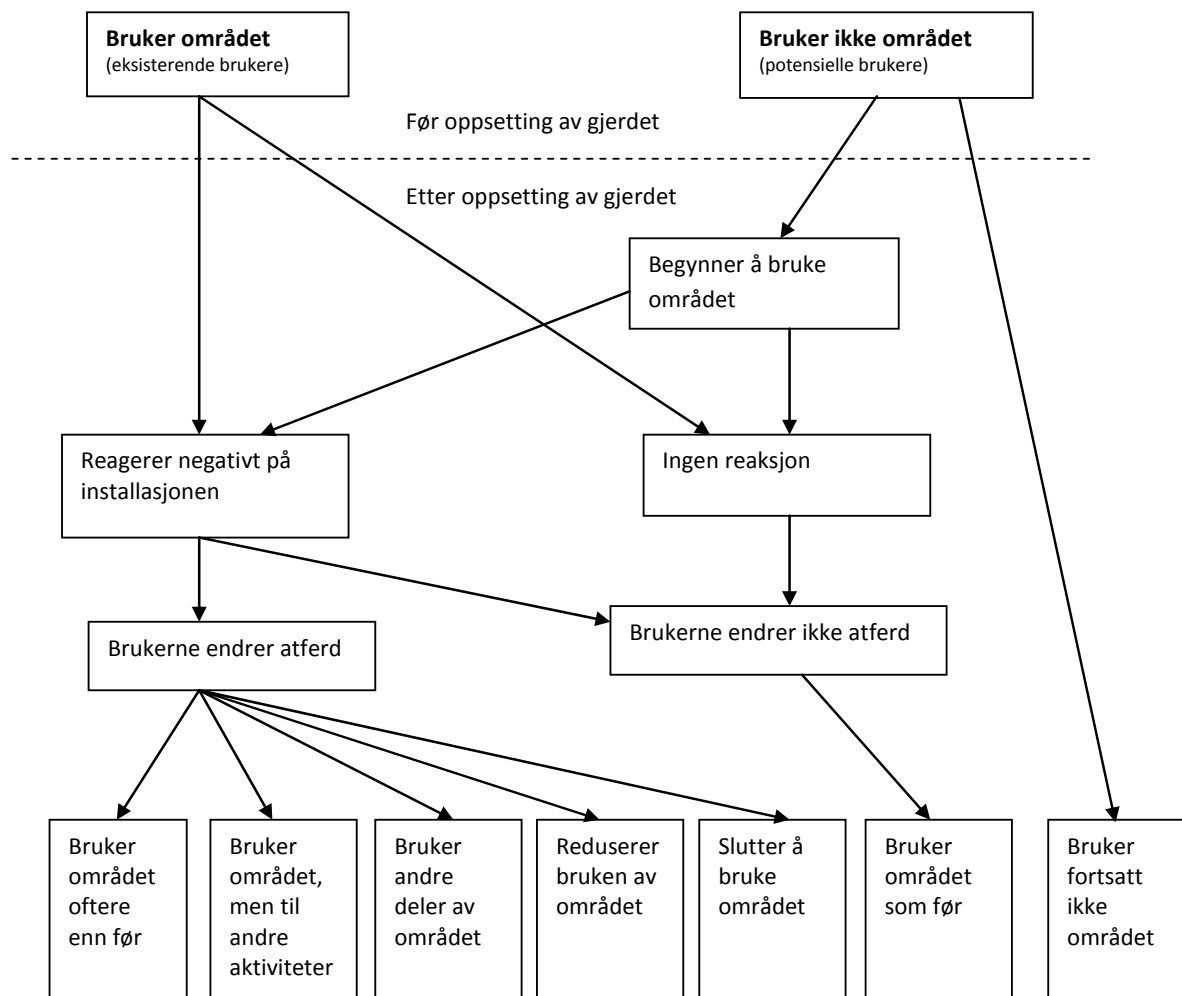 Bruker området
(eksisterende brukere)
Bruker ikke området
(potensielle brukere)
Før oppsetting av gjerdet
Etter oppsetting av gjerdet
Begynner å bruke
området
Reagerer negativt på
installasjonen
Ingen reaksjon
Brukerne endrer atferd
Brukerne endrer ikke atferd
Bruker
området
oftere
enn før
Bruker
området,
men til
andre
aktiviteter
Bruker
andre
deler av
området
Reduserer
bruken av
området
Slutter å
bruke
området
Bruker
området
som før
Bruker
fortsatt
ikke
området